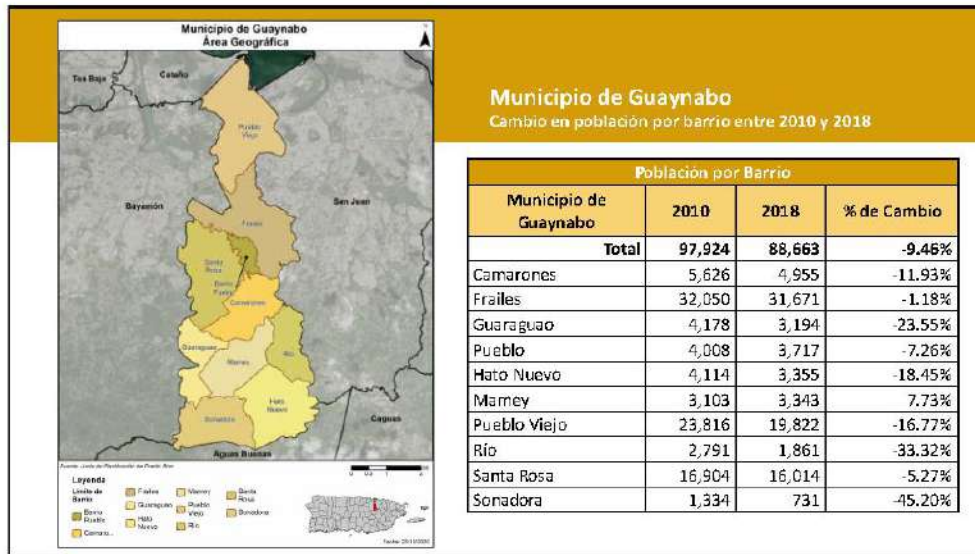 Municipio de Guaynabo
Área Geográfica
Toa Baja
Cataño
Pueblo
Viejo
Bayamón
San Juan
Frailes
Santa
Rosa
Barrio
Pueblo
Camarones
Guaraguao
Mamey
Río
Hato
Nuevo
Sonadora
Caguas
Aguas Buenas
Leyenda
Límite de
Barrio
Barrio
Pueblo
Camaro...
Frailes
Guaraguao
Hato
Nuevo
Mamey
Pueblo
Viejo
Río
Santa
Rosa
Sonadora
Municipio de Guaynabo
Cambio en población por barrio entre 2010 y 2018
Población por Barrio
Municipio de Guaynabo 2010 2018 % de Cambio
Total 97,924 88,663 -9.46%
Camarones 5,626 4,955 -11.93%
Frailes 32,050 31,671 -1.18%
Guaraguao 4,178 3,194 -23.55%
Pueblo 4,008 3,717 -7.26%
Hato Nuevo 4,114 3,355 -18.45%
Mamey 3,103 3,343 7.73%
Pueblo Viejo 23,816 19,822 -16.77%
Río 2,791 1,861 -33.32%
Santa Rosa 16,904 16,014 -5.27%
Sonadora 1,334 731 -45.20%